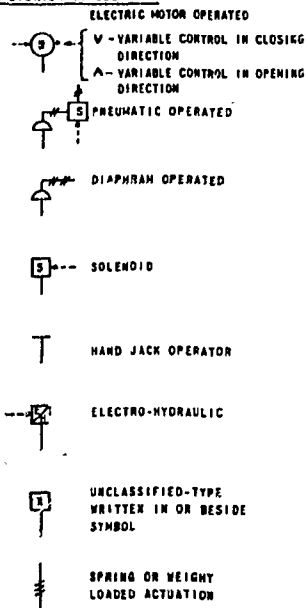 ELECTRIC MOTOR OPERATED
V - VARIABLE CONTROL IN CLOSING
DIRECTION
Λ - VARIABLE CONTROL IN OPENING
DIRECTION
S PNEUMATIC OPERATED
DIAPHRAH OPERATED
S SOLENOID
HAND JACK OPERATOR
ELECTRO-HYDRAULIC
X UNCLASSIFIED-TYPE
WRITTEN IN OR BESIDE
SYMBOL
SPRING OR WEIGHT
LOADED ACTUATION